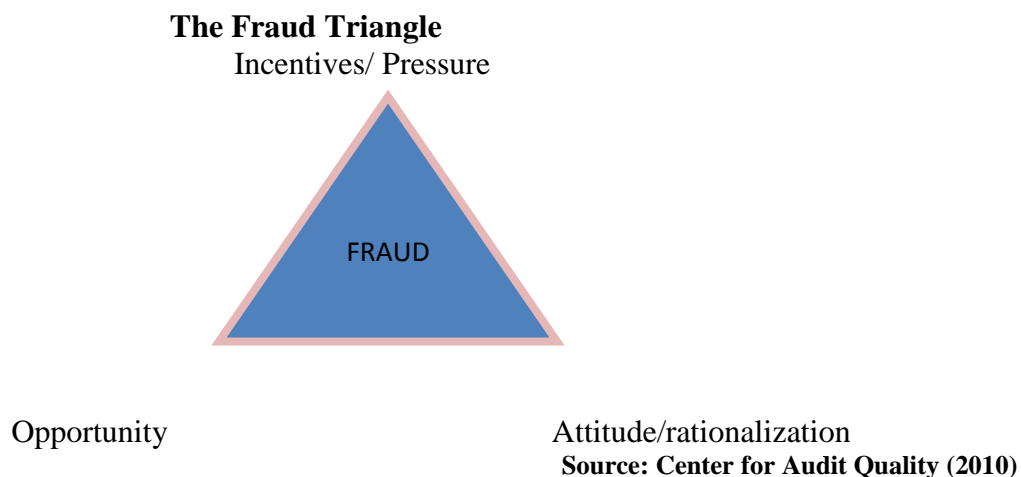 The Fraud Triangle
Incentives/ Pressure
FRAUD
Opportunity Attitude/rationalization
Source: Center for Audit Quality (2010)